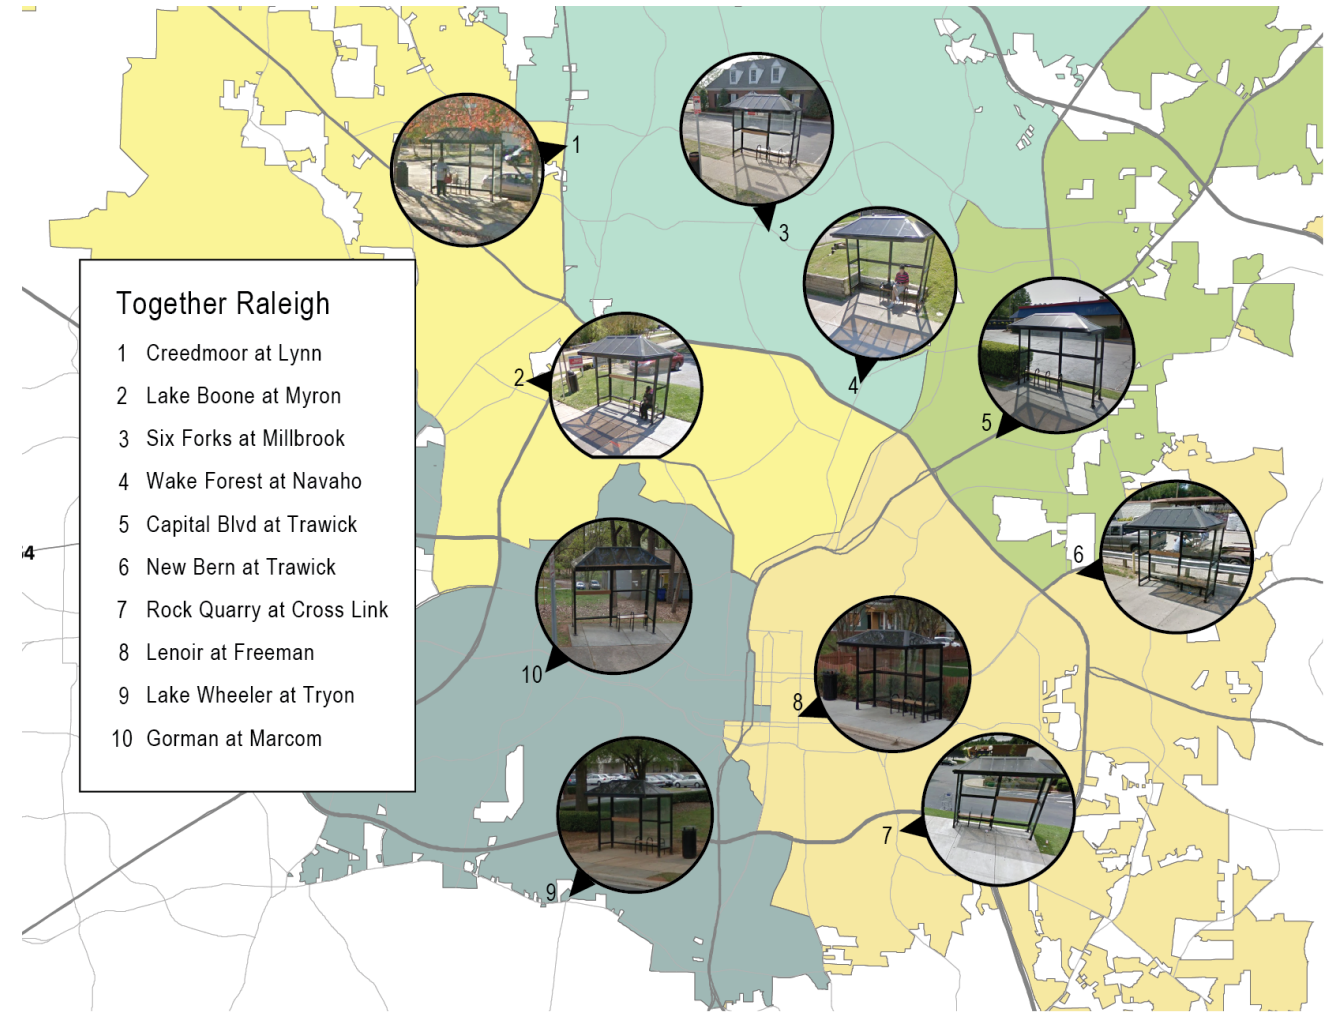 Together Raleigh
1 Creedmoor at Lynn
2 Lake Boone at Myron
3 Six Forks at Millbrook
4 Wake Forest at Navaho
5 Capital Blvd at Trawick
6 New Bern at Trawick
7 Rock Quarry at Cross Link
8 Lenoir at Freeman
9 Lake Wheeler at Tryon
10 Gorman at Marcom
1
3
2
4
5
6
10
8
7
9